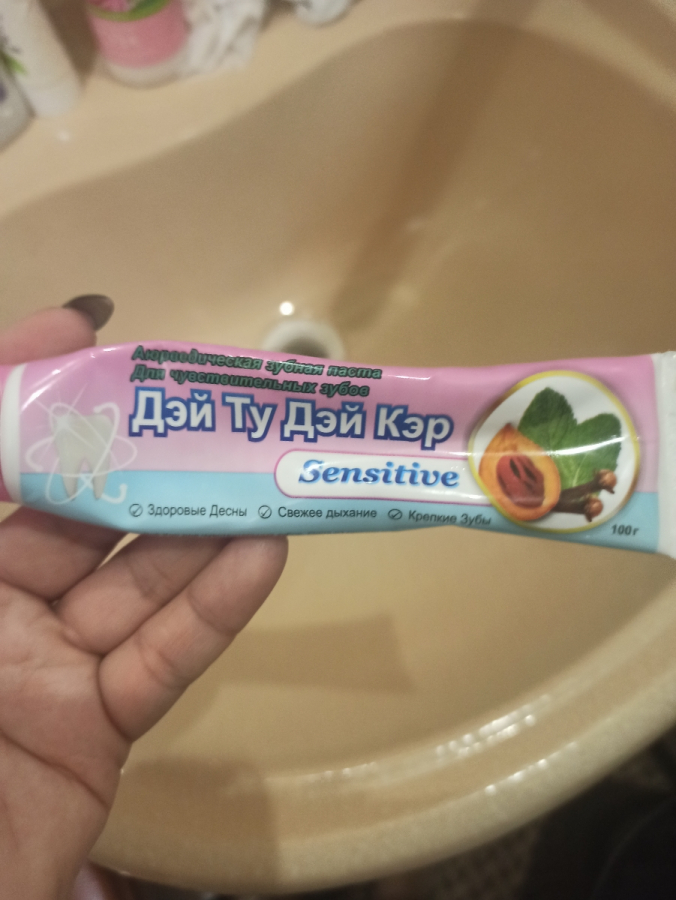 Аюрведическая зубная паста
Для чувствительных зубов
Дэй Ту Дэй Кэр
Sensitive
Здоровые Десны Свежее дыхание Крепкие Зубы
100г